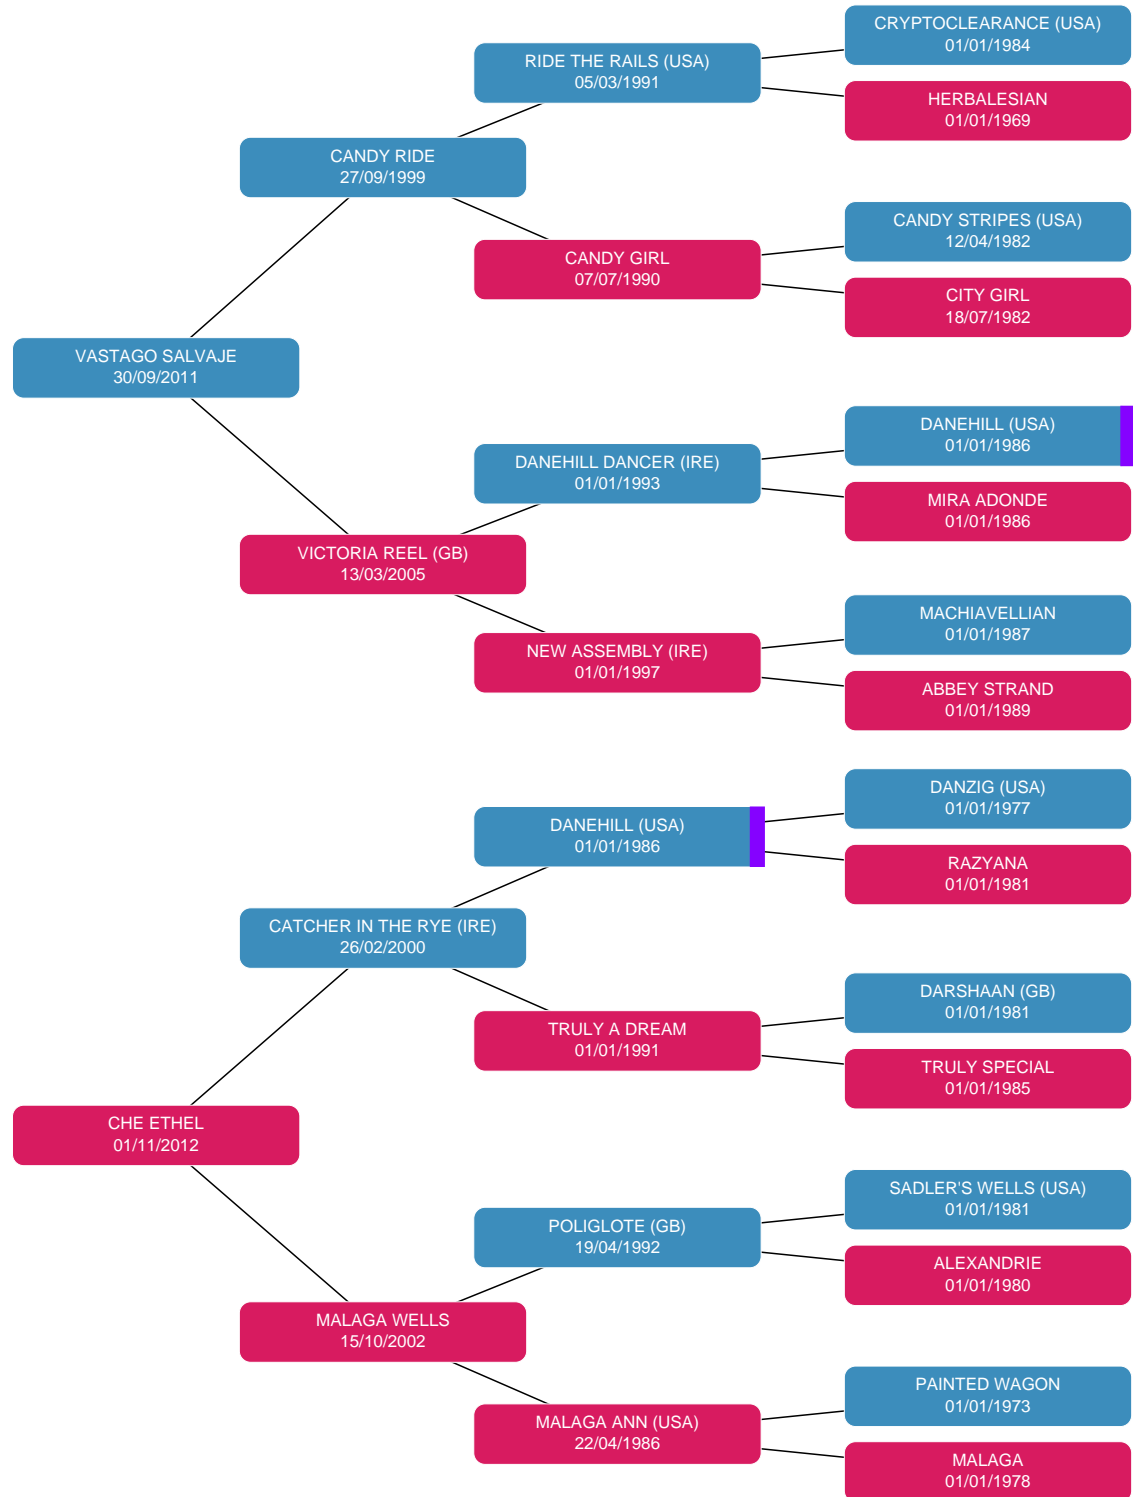 CRYPTOCLEARANCE (USA)
01/01/1984
RIDE THE RAILS (USA)
05/03/1991
HERBALESIAN
01/01/1969
CANDY RIDE
27/09/1999
CANDY STRIPES (USA)
12/04/1982
CANDY GIRL
07/07/1990
CITY GIRL
18/07/1982
VASTAGO SALVAJE
30/09/2011
DANEHILL (USA)
01/01/1986
DANEHILL DANCER (IRE)
01/01/1993
MIRA ADONDE
01/01/1986
VICTORIA REEL (GB)
13/03/2005
MACHIAVELLIAN
01/01/1987
NEW ASSEMBLY (IRE)
01/01/1997
ABBEY STRAND
01/01/1989
DANZIG (USA)
01/01/1977
DANEHILL (USA)
01/01/1986
RAZYANA
01/01/1981
CATCHER IN THE RYE (IRE)
26/02/2000
DARSHAAN (GB)
01/01/1981
TRULY A DREAM
01/01/1991
TRULY SPECIAL
01/01/1985
CHE ETHEL
01/11/2012
SADLER'S WELLS (USA)
01/01/1981
POLIGLOTE (GB)
19/04/1992
ALEXANDRIE
01/01/1980
MALAGA WELLS
15/10/2002
PAINTED WAGON
01/01/1973
MALAGA ANN (USA)
22/04/1986
MALAGA
01/01/1978